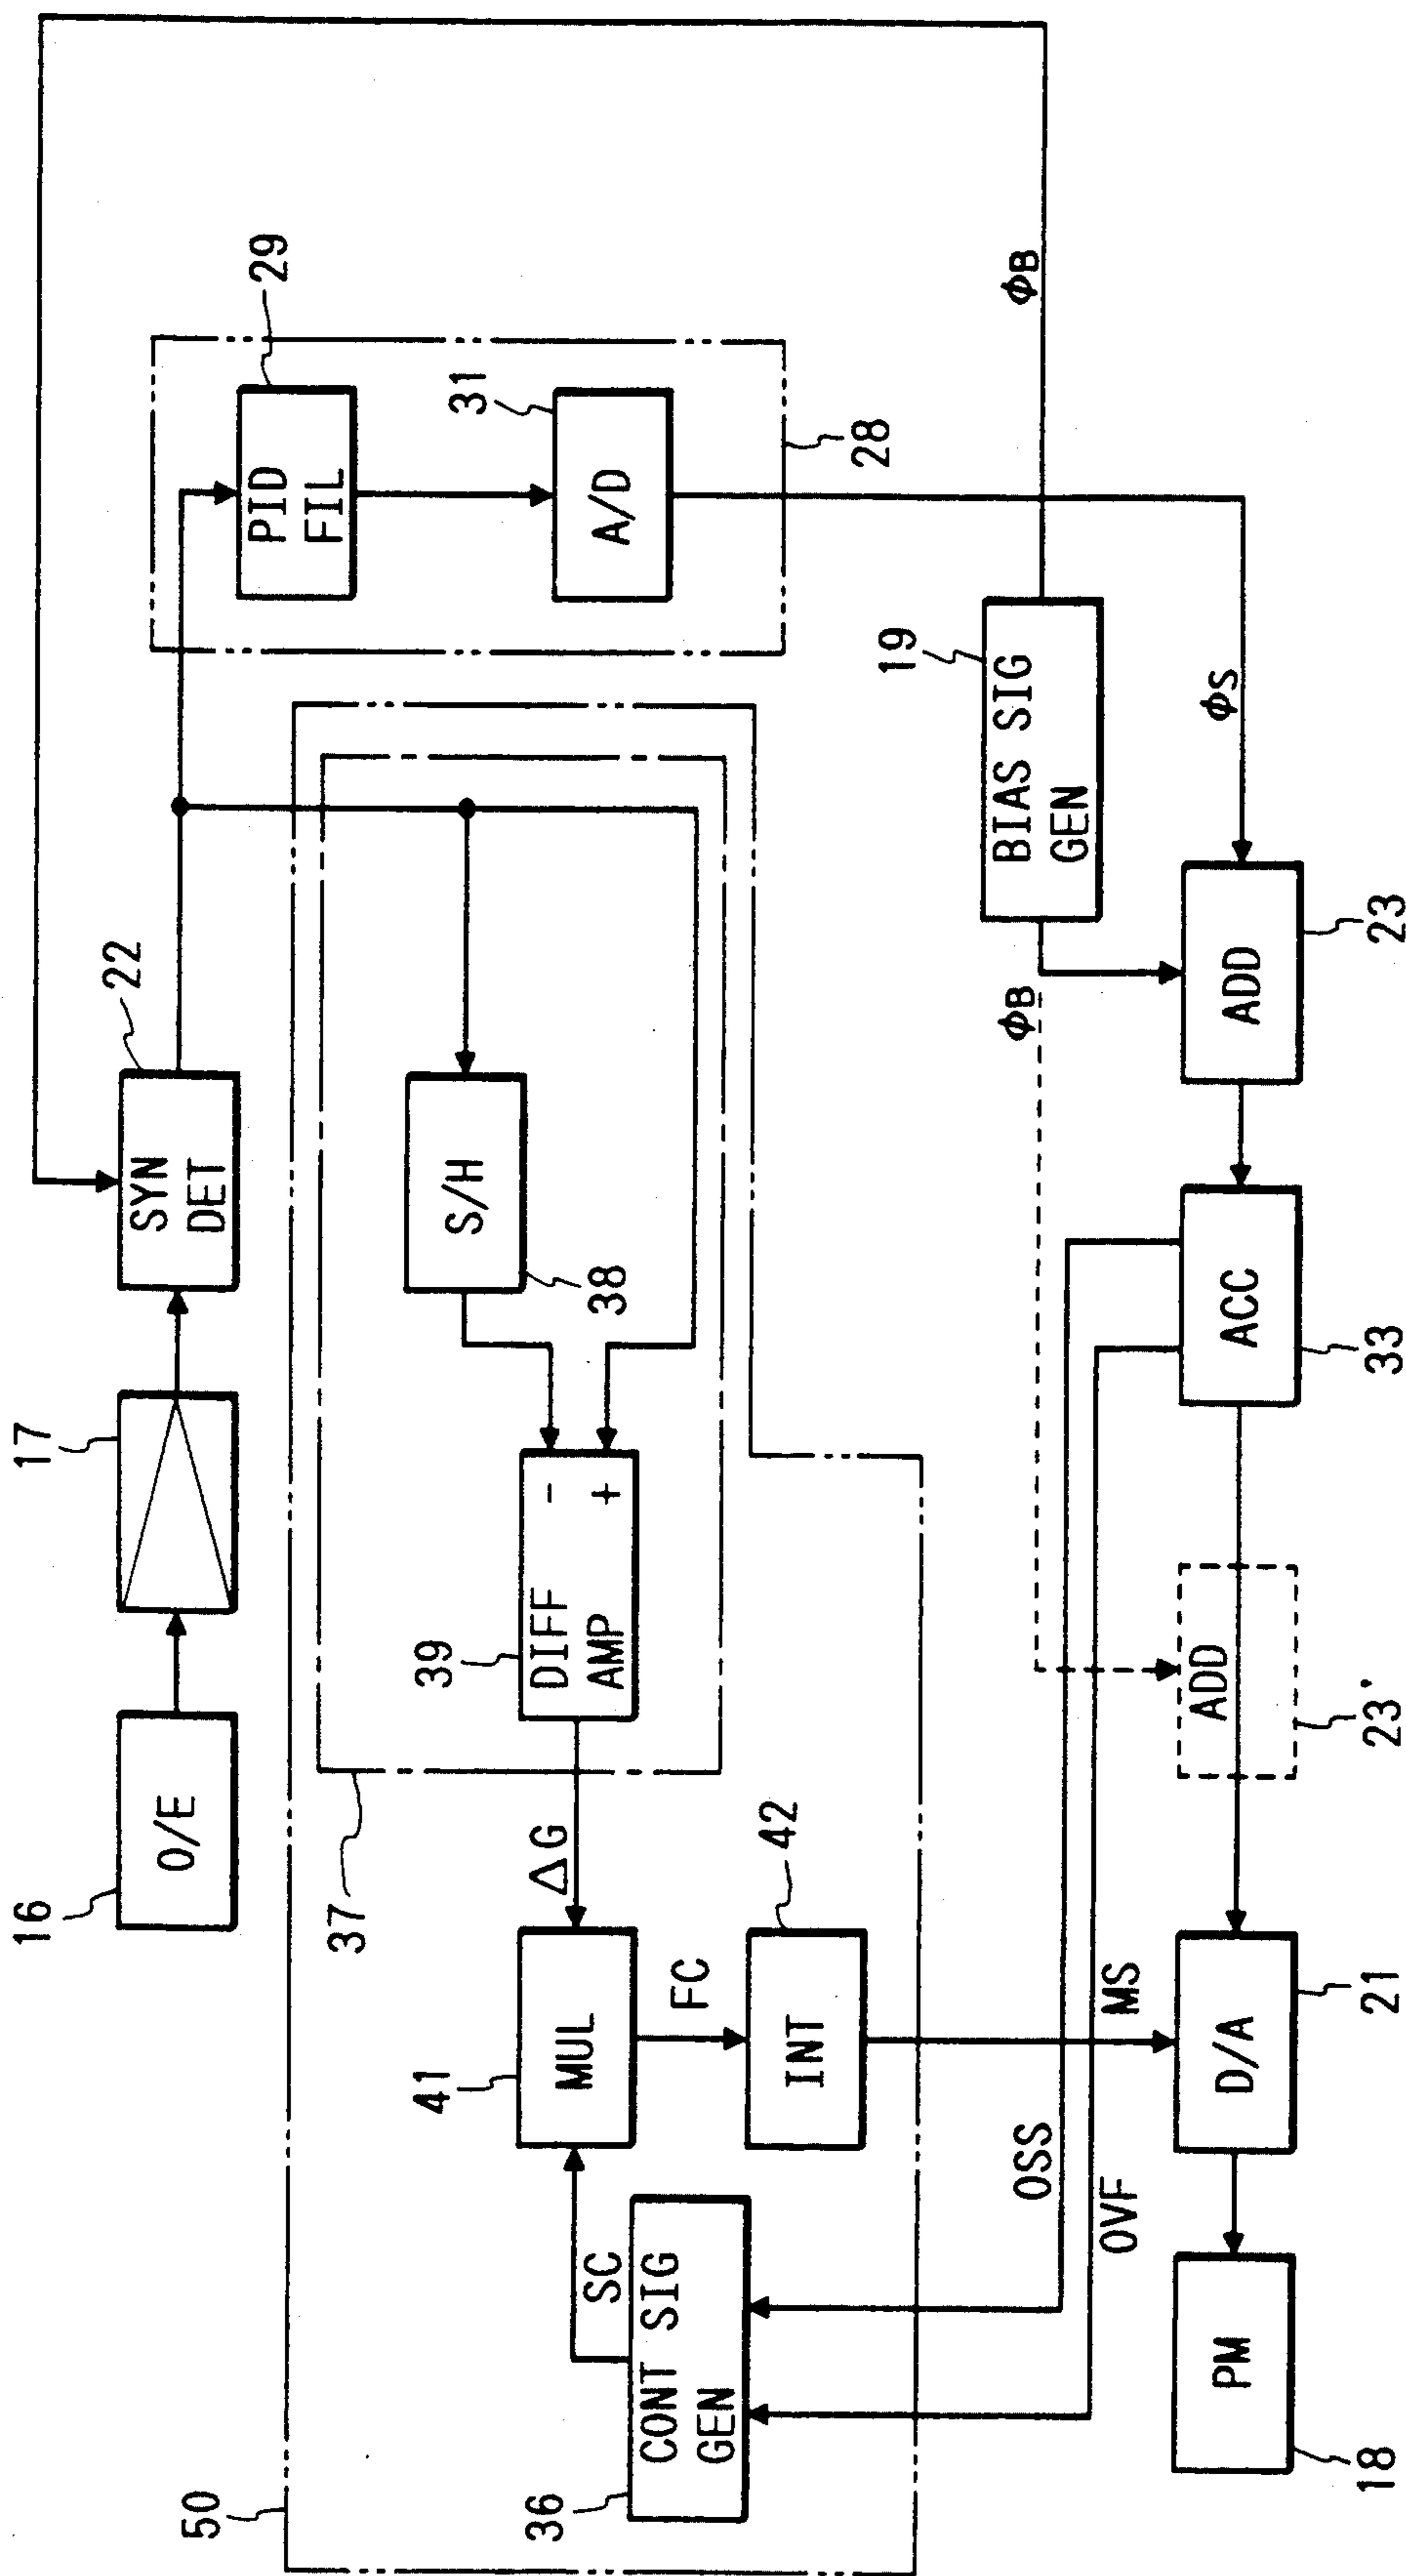 16
O/E
17
22
SYN
DET
29
PID
FIL
31
A/D
28
50
37
38
S/H
39
DIFF
AMP
-
+
ΔG
41
MUL
FC
42
INT
SC
36
CONT SIG
GEN
19
BIAS SIG
GEN
ΦB
ΦB
ΦS
OSS
OVF
MS
18
PM
21
D/A
23'
ADD
33
ACC
23
ADD